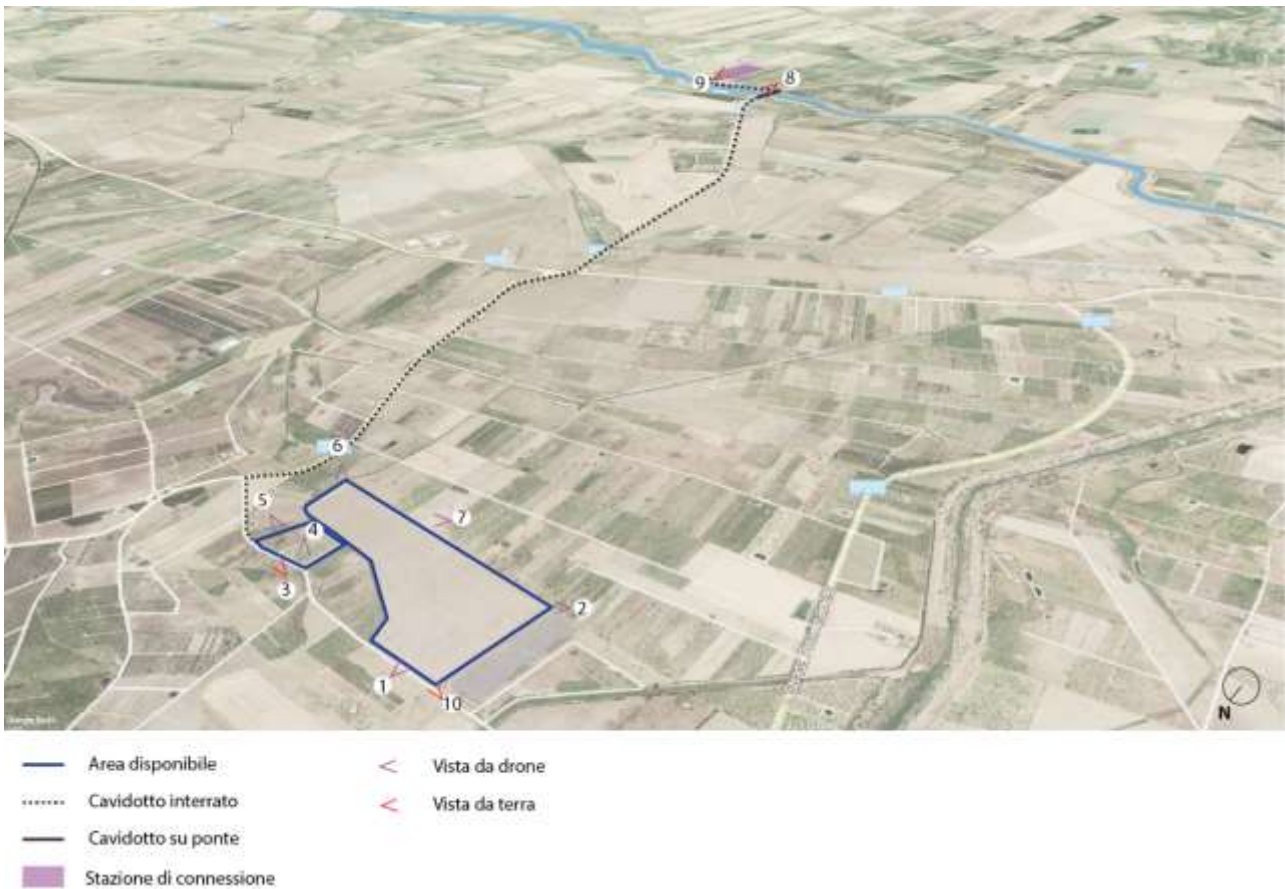 9
8
6
5
4
7
3
2
1
10
N
Area disponibile
Vista da drone
Cavidotto interrato
Vista da terra
Cavidotto su ponte
Stazione di connessione